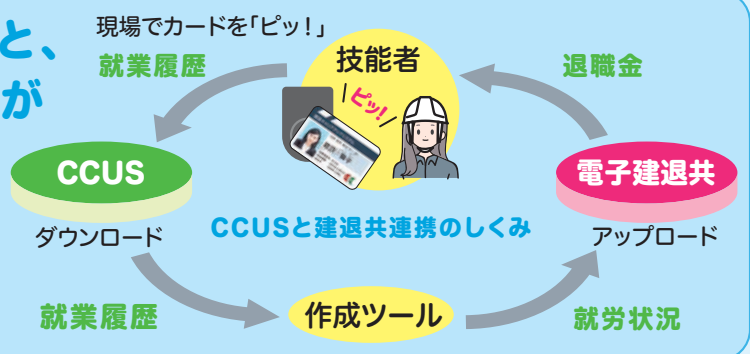 と、
が
現場でカードを「ピッ!」
就業履歴
技能者
ピッ!
退職金
CCUS
電子建退共
ダウンロード
CCUSと建退共連携のしくみ
アップロード
就業履歴
作成ツール
就労状況